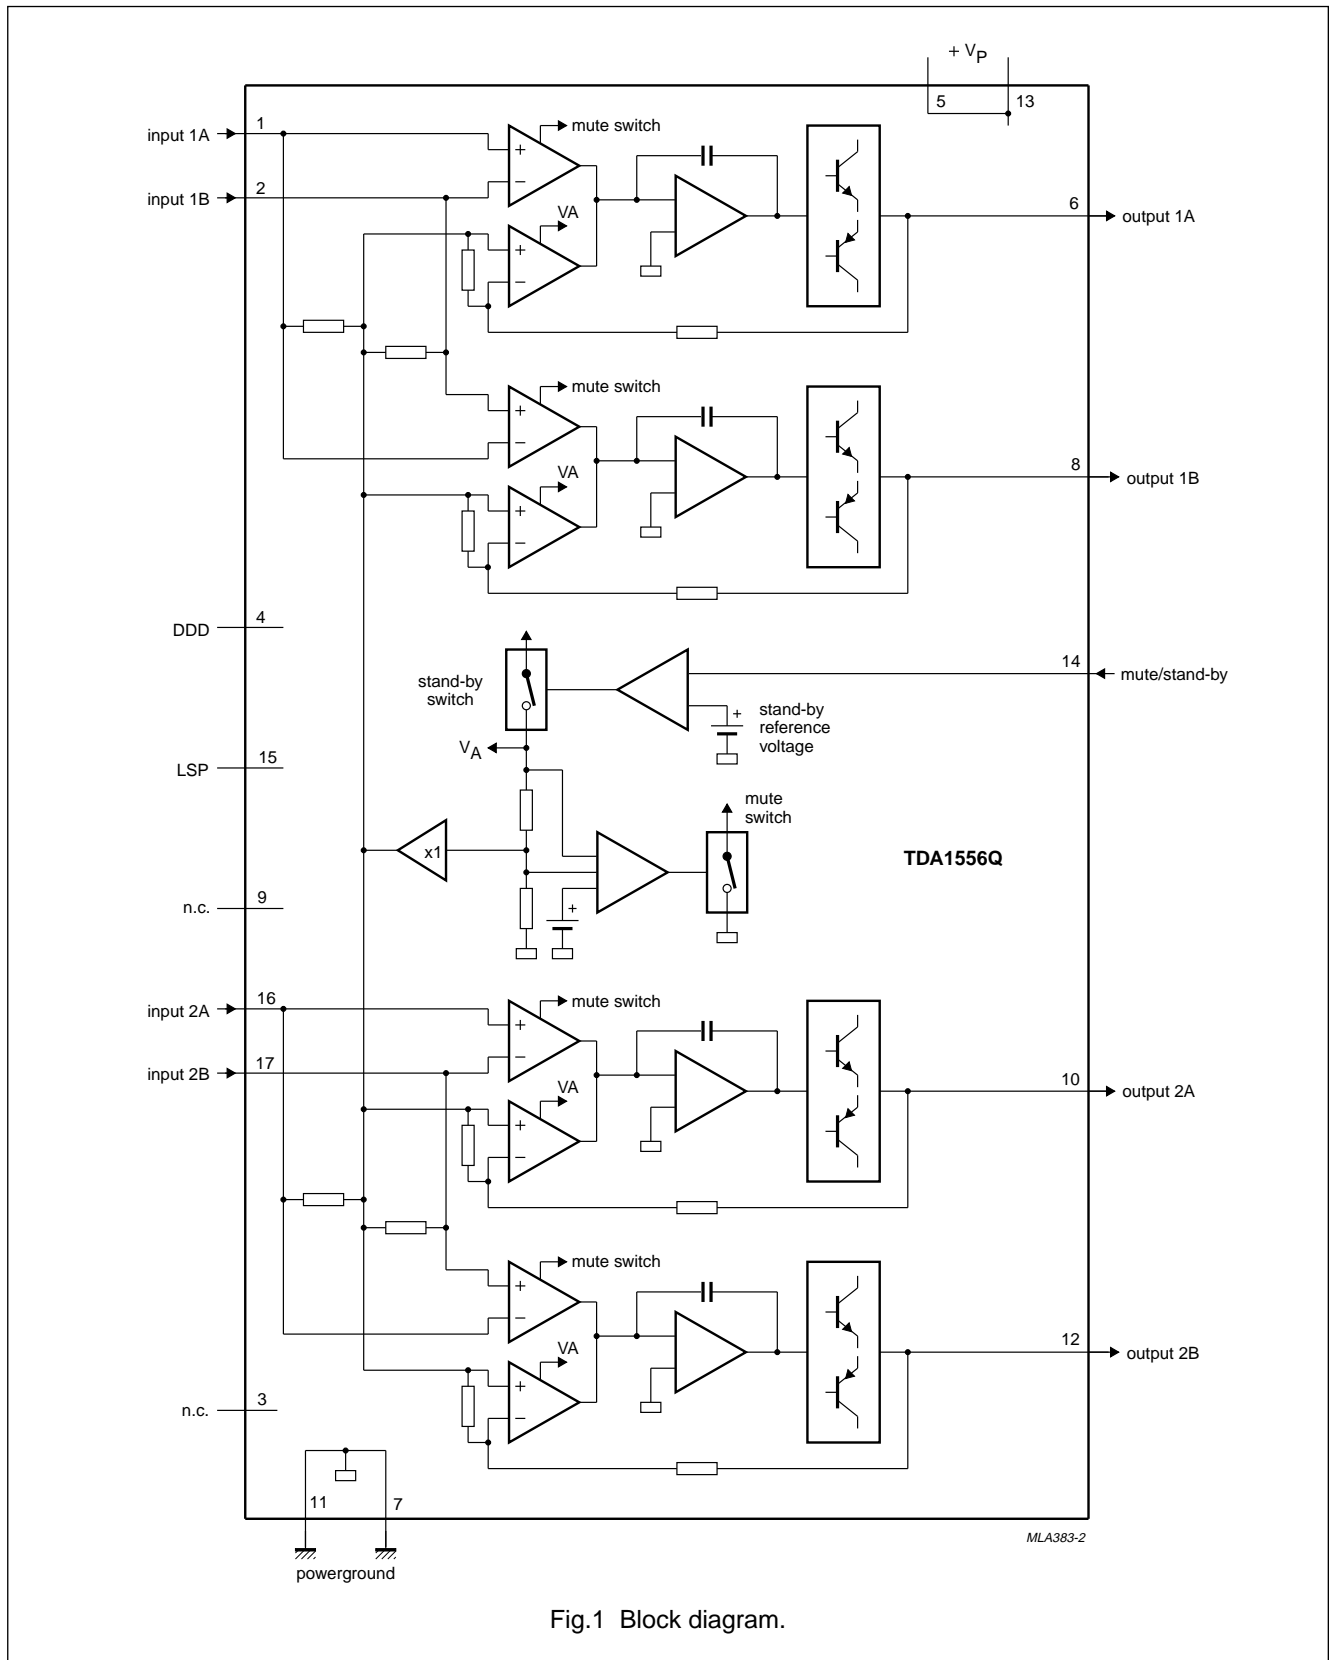 + VP
5 13
input 1A 1
mute switch
+
−
input 1B 2
VA
+
−
6 output 1A
mute switch
+
−
VA
+
−
8 output 1B
DDD 4
14 mute/stand-by
stand-by
switch
+
stand-by
reference
voltage
VA
LSP 15
mute
switch
x1
TDA1556Q
n.c. 9
+
input 2A 16
mute switch
+
−
input 2B 17
VA
+
−
10 output 2A
mute switch
+
−
VA
+
−
12 output 2B
n.c. 3
11 7
MLA383-2
powerground
Fig.1 Block diagram.